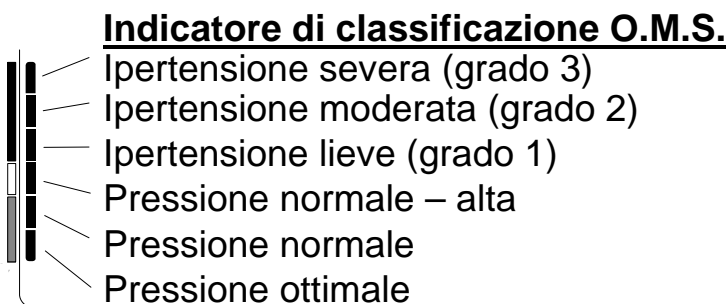 Indicatore di classificazione O.M.S.
Ipertensione severa (grado 3)
Ipertensione moderata (grado 2)
Ipertensione lieve (grado 1)
Pressione normale – alta
Pressione normale
Pressione ottimale